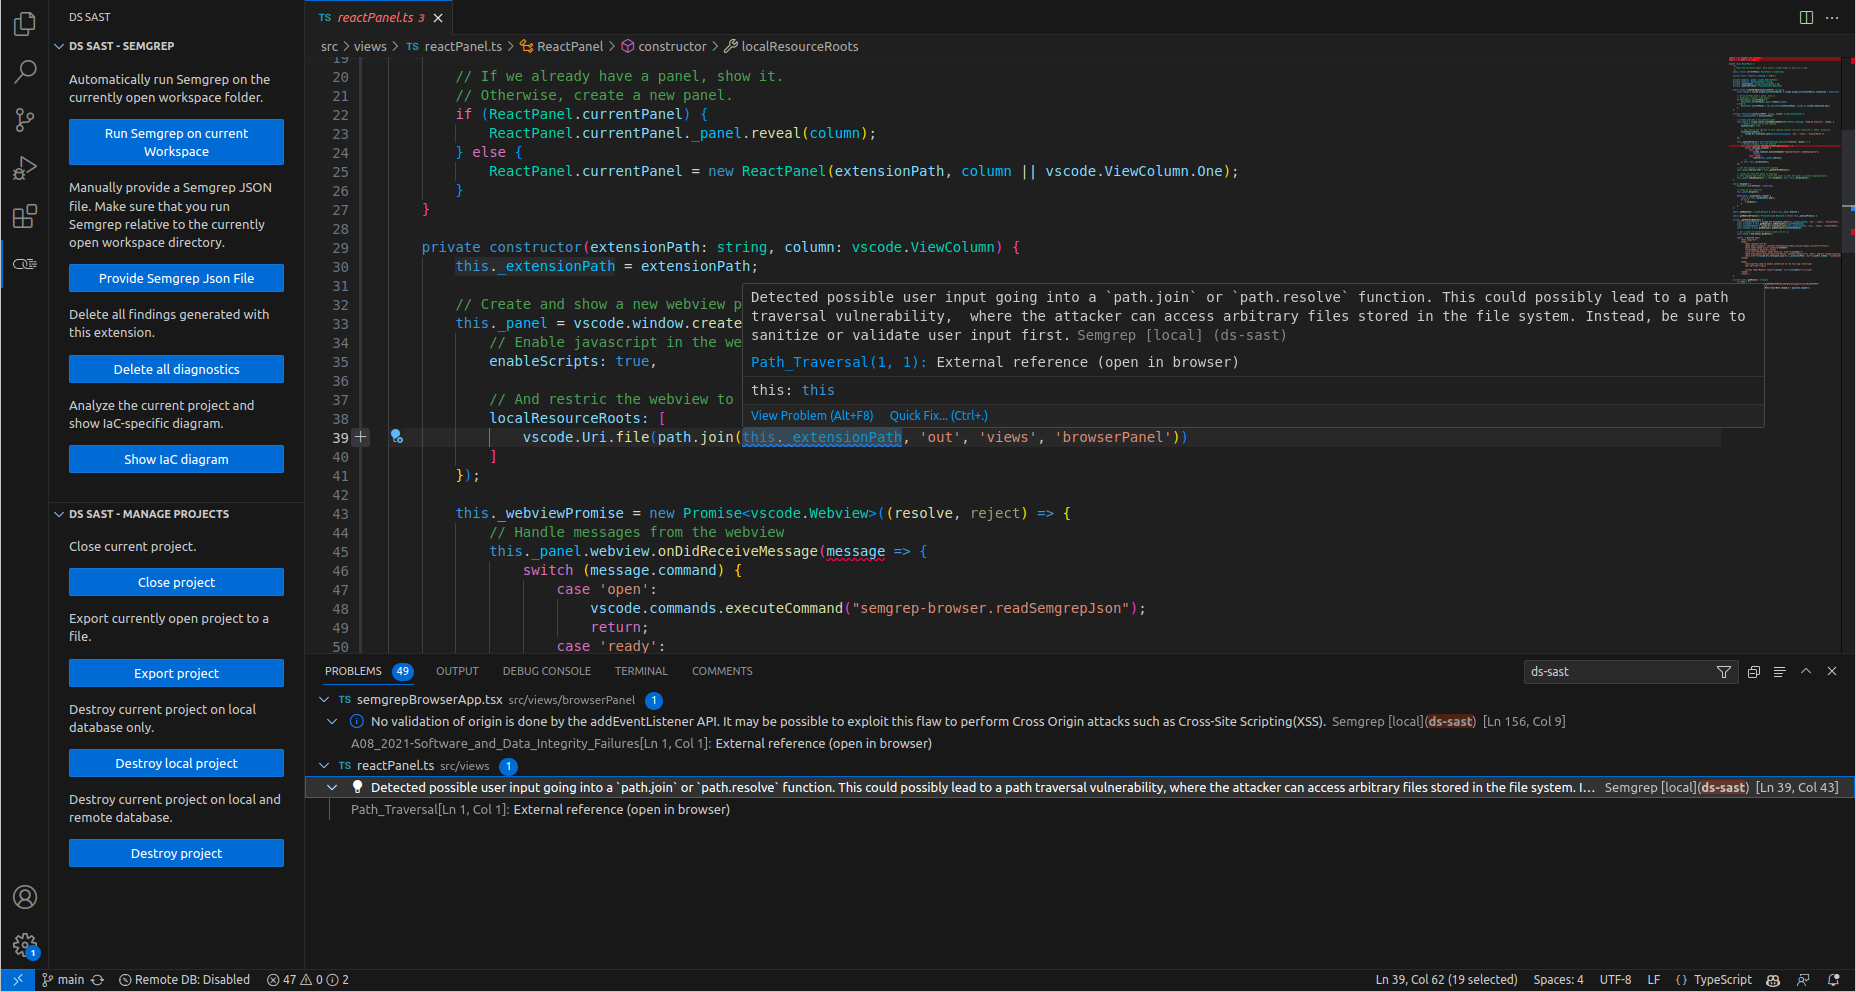 DS SAST
DS SAST - SEMGREP
Automatically run Semgrep on the
currently open workspace folder.
Run Semgrep on current
Workspace
Manually provide a Semgrep JSON
file. Make sure that you run
Semgrep relative to the currently
open workspace directory.
Provide Semgrep Json File
Delete all findings generated with
this extension.
Delete all diagnostics
Analyze the current project and
show IaC-specific diagram.
Show IaC diagram
DS SAST - MANAGE PROJECTS
Close current project.
Close project
Export currently open project to a
file.
Export project
Destroy current project on local
database only.
Destroy local project
Destroy current project on local and
remote database.
Destroy project
1
TS reactPanel.ts 3
src > views > TS reactPanel.ts > ReactPanel > constructor > localResourceRoots
19
20 // If we already have a panel, show it.
21 // Otherwise, create a new panel.
22 if (ReactPanel.currentPanel) {
23 ReactPanel.currentPanel._panel.reveal(column);
24 } else {
25 ReactPanel.currentPanel = new ReactPanel(extensionPath, column || vscode.ViewColumn.One);
26 }
27 }
28
29 private constructor(extensionPath: string, column: vscode.ViewColumn) {
30 this._extensionPath = extensionPath;
31
32 // Create and show a new webview p
33 this._panel = vscode.window.create
34 // Enable javascript in the we
35 enableScripts: true,
36
37 // And restric the webview to
38 localResourceRoots: [
39 vscode.Uri.file(path.join(this._extensionPath, 'out', 'views', 'browserPanel'))
40 ]
41 });
42
43 this._webviewPromise = new Promise<vscode.Webview>((resolve, reject) => {
44 // Handle messages from the webview
45 this._panel.webview.onDidReceiveMessage(message => {
46 switch (message.command) {
47 case 'open':
48 vscode.commands.executeCommand("semgrep-browser.readSemgrepJson");
49 return;
50 case 'ready':
Detected possible user input going into a `path.join` or `path.resolve` function. This could possibly lead to a path
traversal vulnerability,  where the attacker can access arbitrary files stored in the file system. Instead, be sure to
sanitize or validate user input first. Semgrep [local] (ds-sast)
Path_Traversal(1, 1): External reference (open in browser)
this: this
View Problem (Alt+F8) Quick Fix... (Ctrl+.)
PROBLEMS 49 OUTPUT DEBUG CONSOLE TERMINAL COMMENTS ds-sast
TS semgrepBrowserApp.tsx src/views/browserPanel 1
No validation of origin is done by the addEventListener API. It may be possible to exploit this flaw to perform Cross Origin attacks such as Cross-Site Scripting(XSS). Semgrep [local](ds-sast) [Ln 156, Col 9]
A08_2021-Software_and_Data_Integrity_Failures[Ln 1, Col 1]: External reference (open in browser)
TS reactPanel.ts src/views 1
Detected possible user input going into a `path.join` or `path.resolve` function. This could possibly lead to a path traversal vulnerability, where the attacker can access arbitrary files stored in the file system. I... Semgrep [local](ds-sast) [Ln 39, Col 43]
Path_Traversal[Ln 1, Col 1]: External reference (open in browser)
main Remote DB: Disabled 47 0 2 Ln 39, Col 62 (19 selected) Spaces: 4 UTF-8 LF {} TypeScript